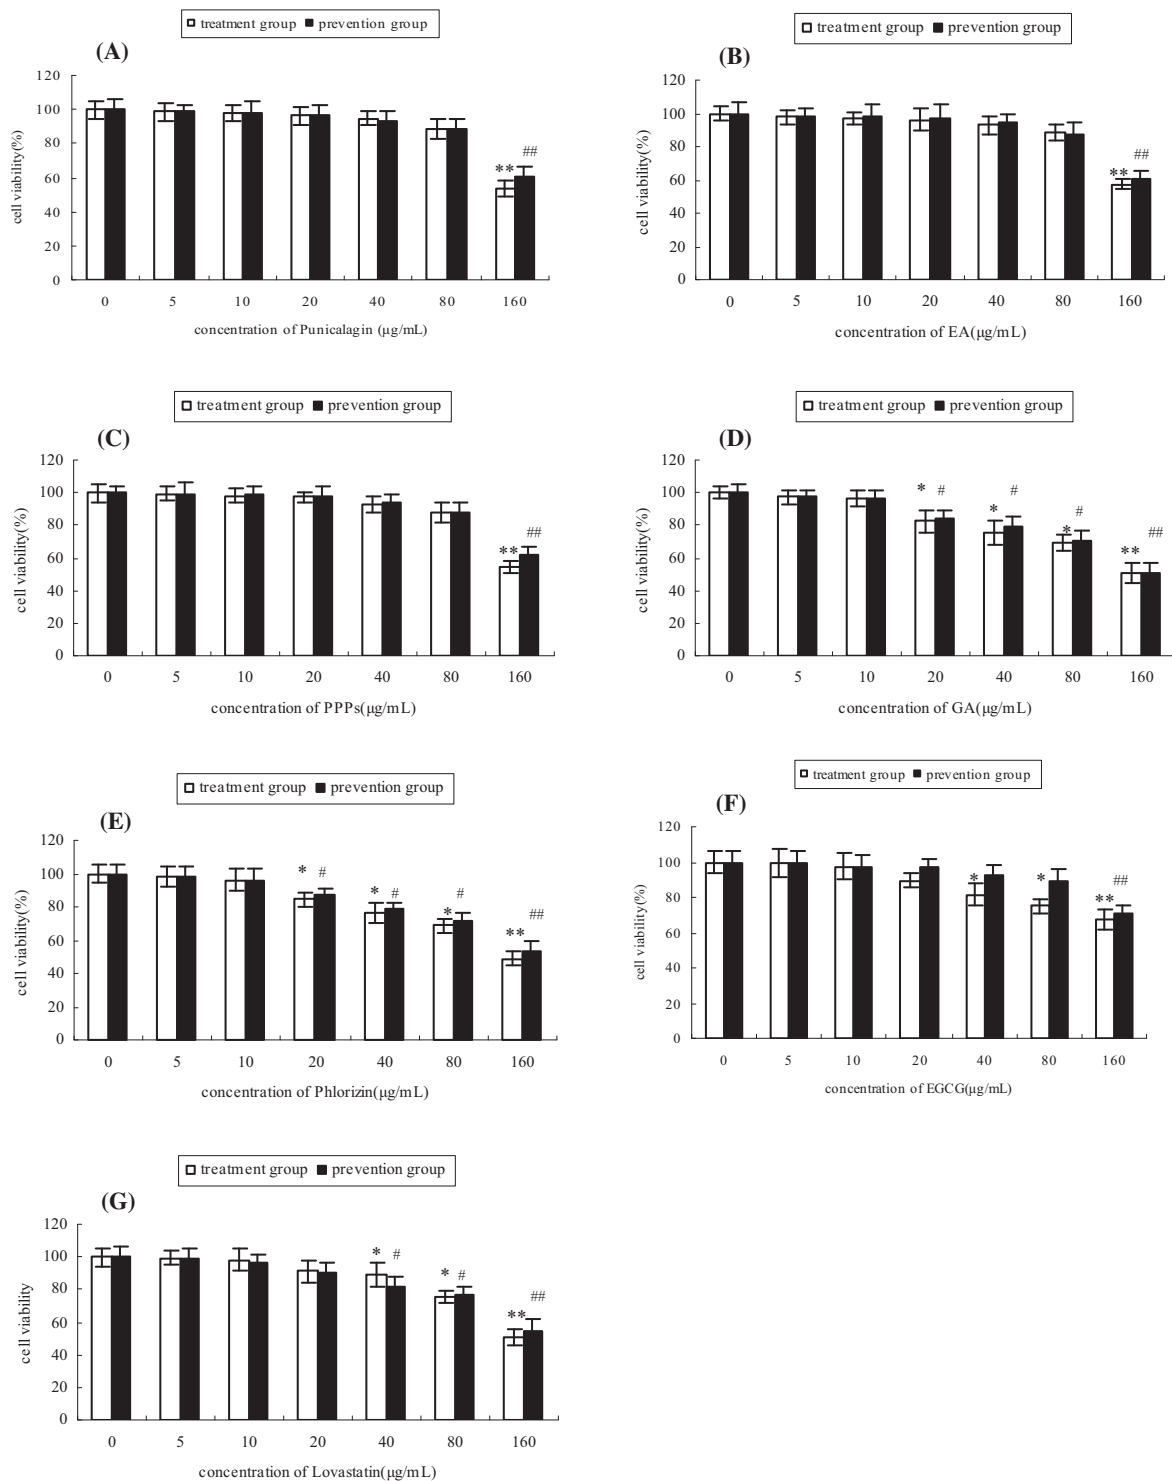 treatment group prevention group
(A)
120
100
80
60
40
20
0
cell viability(%)
** ##
0 5 10 20 40 80 160
concentration of Punicalagin (μg/mL)
treatment group prevention group
(B)
120
100
80
60
40
20
0
cell viability(%)
** ##
0 5 10 20 40 80 160
concentration of EA(μg/mL)
treatment group prevention group
(C)
120
100
80
60
40
20
0
cell viability(%)
** ##
0 5 10 20 40 80 160
concentration of PPPs(μg/mL)
treatment group prevention group
(D)
120
100
80
60
40
20
0
cell viability(%)
* # * # * # ** ##
0 5 10 20 40 80 160
concentration of GA(μg/mL)
treatment group prevention group
(E)
120
100
80
60
40
20
0
cell viability(%)
* # * # * # ** ##
0 5 10 20 40 80 160
concentration of Phlorizin(μg/mL)
treatment group prevention group
(F)
120
100
80
60
40
20
0
cell viability(%)
* * ** ##
0 5 10 20 40 80 160
concentration of EGCG(μg/mL)
treatment group prevention group
(G)
120
100
80
60
40
20
0
cell viability
* # * # ** ##
0 5 10 20 40 80 160
concentration of Lovastatin(μg/mL)